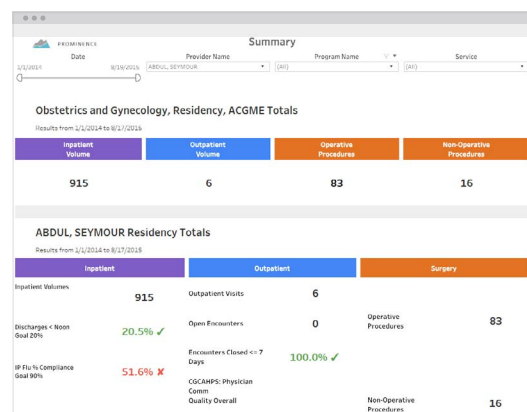 PROMINENCE
Summary
Date
Provider Name
Program Name
Service
1/1/2014
8/19/2015
ABDUL, SEYMOUR
(All)
(All)
Obstetrics and Gynecology, Residency, ACGME Totals
Results from 1/1/2014 to 8/17/2015
Inpatient
Volume
Outpatient
Volume
Operative
Procedures
Non-Operative
Procedures
915
6
83
16
ABDUL, SEYMOUR Residency Totals
Results from 1/1/2014 to 8/17/2015
Inpatient
Outpatient
Surgery
Inpatient Volumes
915
Discharges < Noon
Goal 20%
20.5% ✓
IP Flu % Compliance
Goal 90%
51.6% ✘
Outpatient Visits
6
Open Encounters
0
Encounters Closed <= 7
Days
100.0% ✓
CGCAHPS: Physician
Comm
Quality Overall
Operative
Procedures
83
Non-Operative
Procedures
16